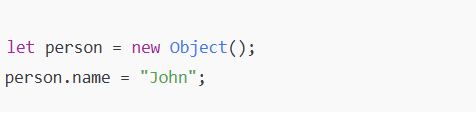 let person = new Object();
person.name = "John";